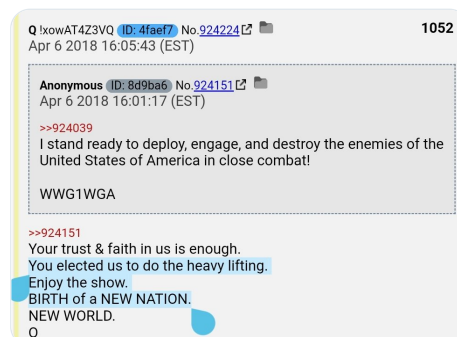 Q !xowAT4Z3VQ ID: 4faef7 No.924224 1052
Apr 6 2018 16:05:43 (EST)
Anonymous ID: 8d9ba6 No.924151
Apr 6 2018 16:01:17 (EST)
>>924039
I stand ready to deploy, engage, and destroy the enemies of the
United States of America in close combat!
WWG1WGA
>>924151
Your trust & faith in us is enough.
You elected us to do the heavy lifting.
Enjoy the show.
BIRTH of a NEW NATION.
NEW WORLD.
Q